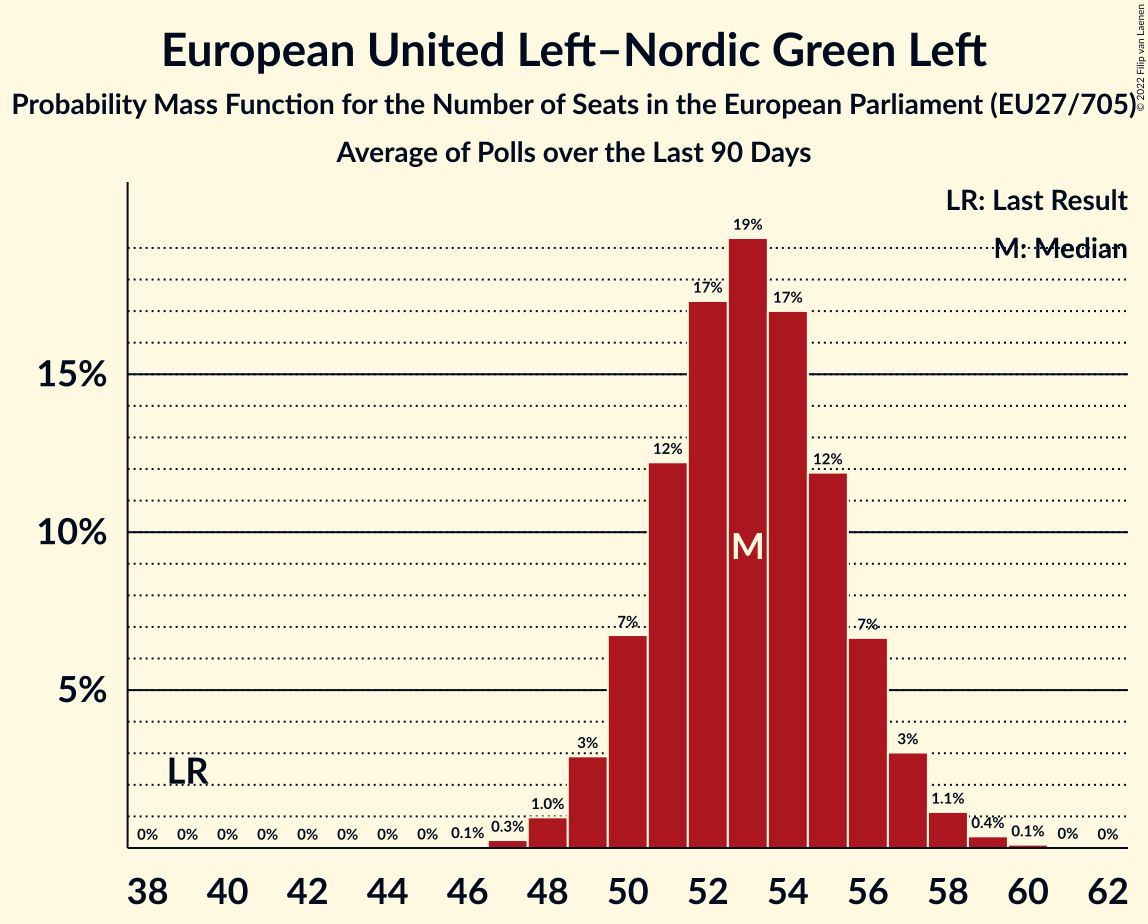 European United Left–Nordic Green Left
Probability Mass Function for the Number of Seats in the European Parliament (EU27/705)
Average of Polls over the Last 90 Days
© 2022 Filip van Laenen
LR: Last Result
M: Median
19%
17%
17%
15%
12%
12%
10%
M
7%
7%
5%
3%
3%
LR
1.0%
1.1%
0% 0% 0% 0% 0% 0% 0% 0% 0.1% 0.3% 0.4% 0.1% 0% 0%
38 40 42 44 46 48 50 52 54 56 58 60 62